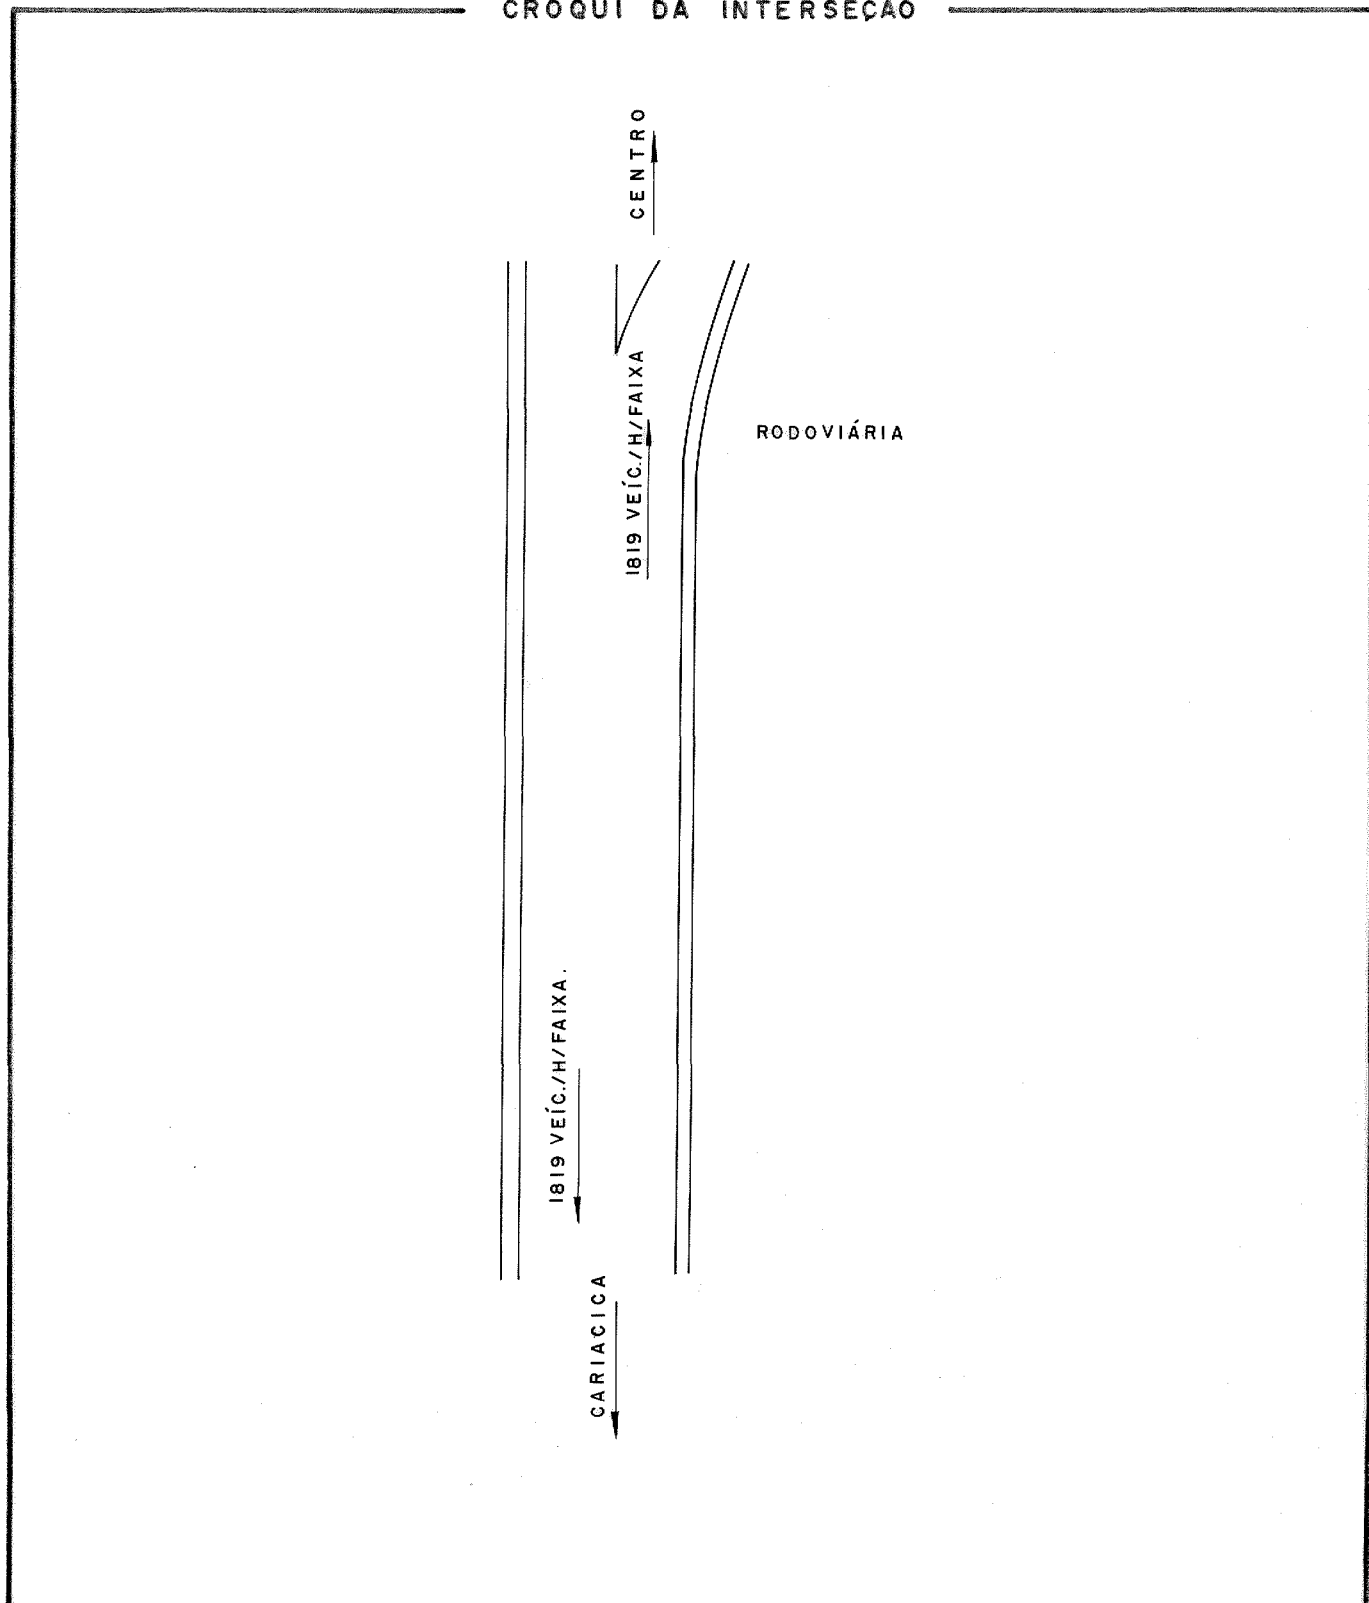 CROQUI DA INTERSEÇÃO
CENTRO
1819 VEÍC./H/FAIXA
RODOVIÁRIA
1819 VEÍC./H/FAIXA.
CARIACICA